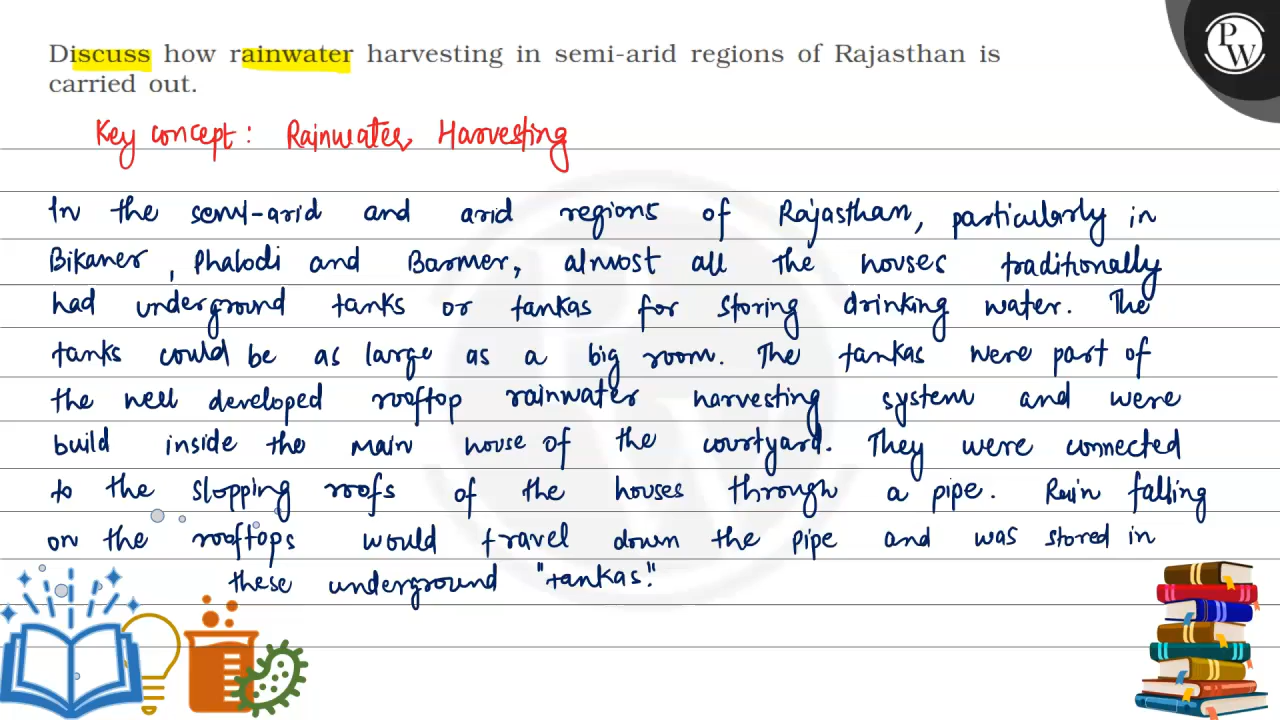 Discuss how rainwater harvesting in semi-arid regions of Rajasthan is
carried out.
PW
Key concept: Rainwater Harvesting
In the semi-arid and arid regions of Rajasthan, particularly in
Bikaner, Phalodi and Barmer, almost all the houses traditionally
had underground tanks or tankas for storing drinking water. The
tanks could be as large as a big room. The tankas were part of
the well developed rooftop rainwater harvesting system and were
build inside the main house of the courtyard. They were connected
to the slopping roofs of the houses through a pipe. Rain falling
on the rooftops would travel down the pipe and was stored in
these underground "tankas."